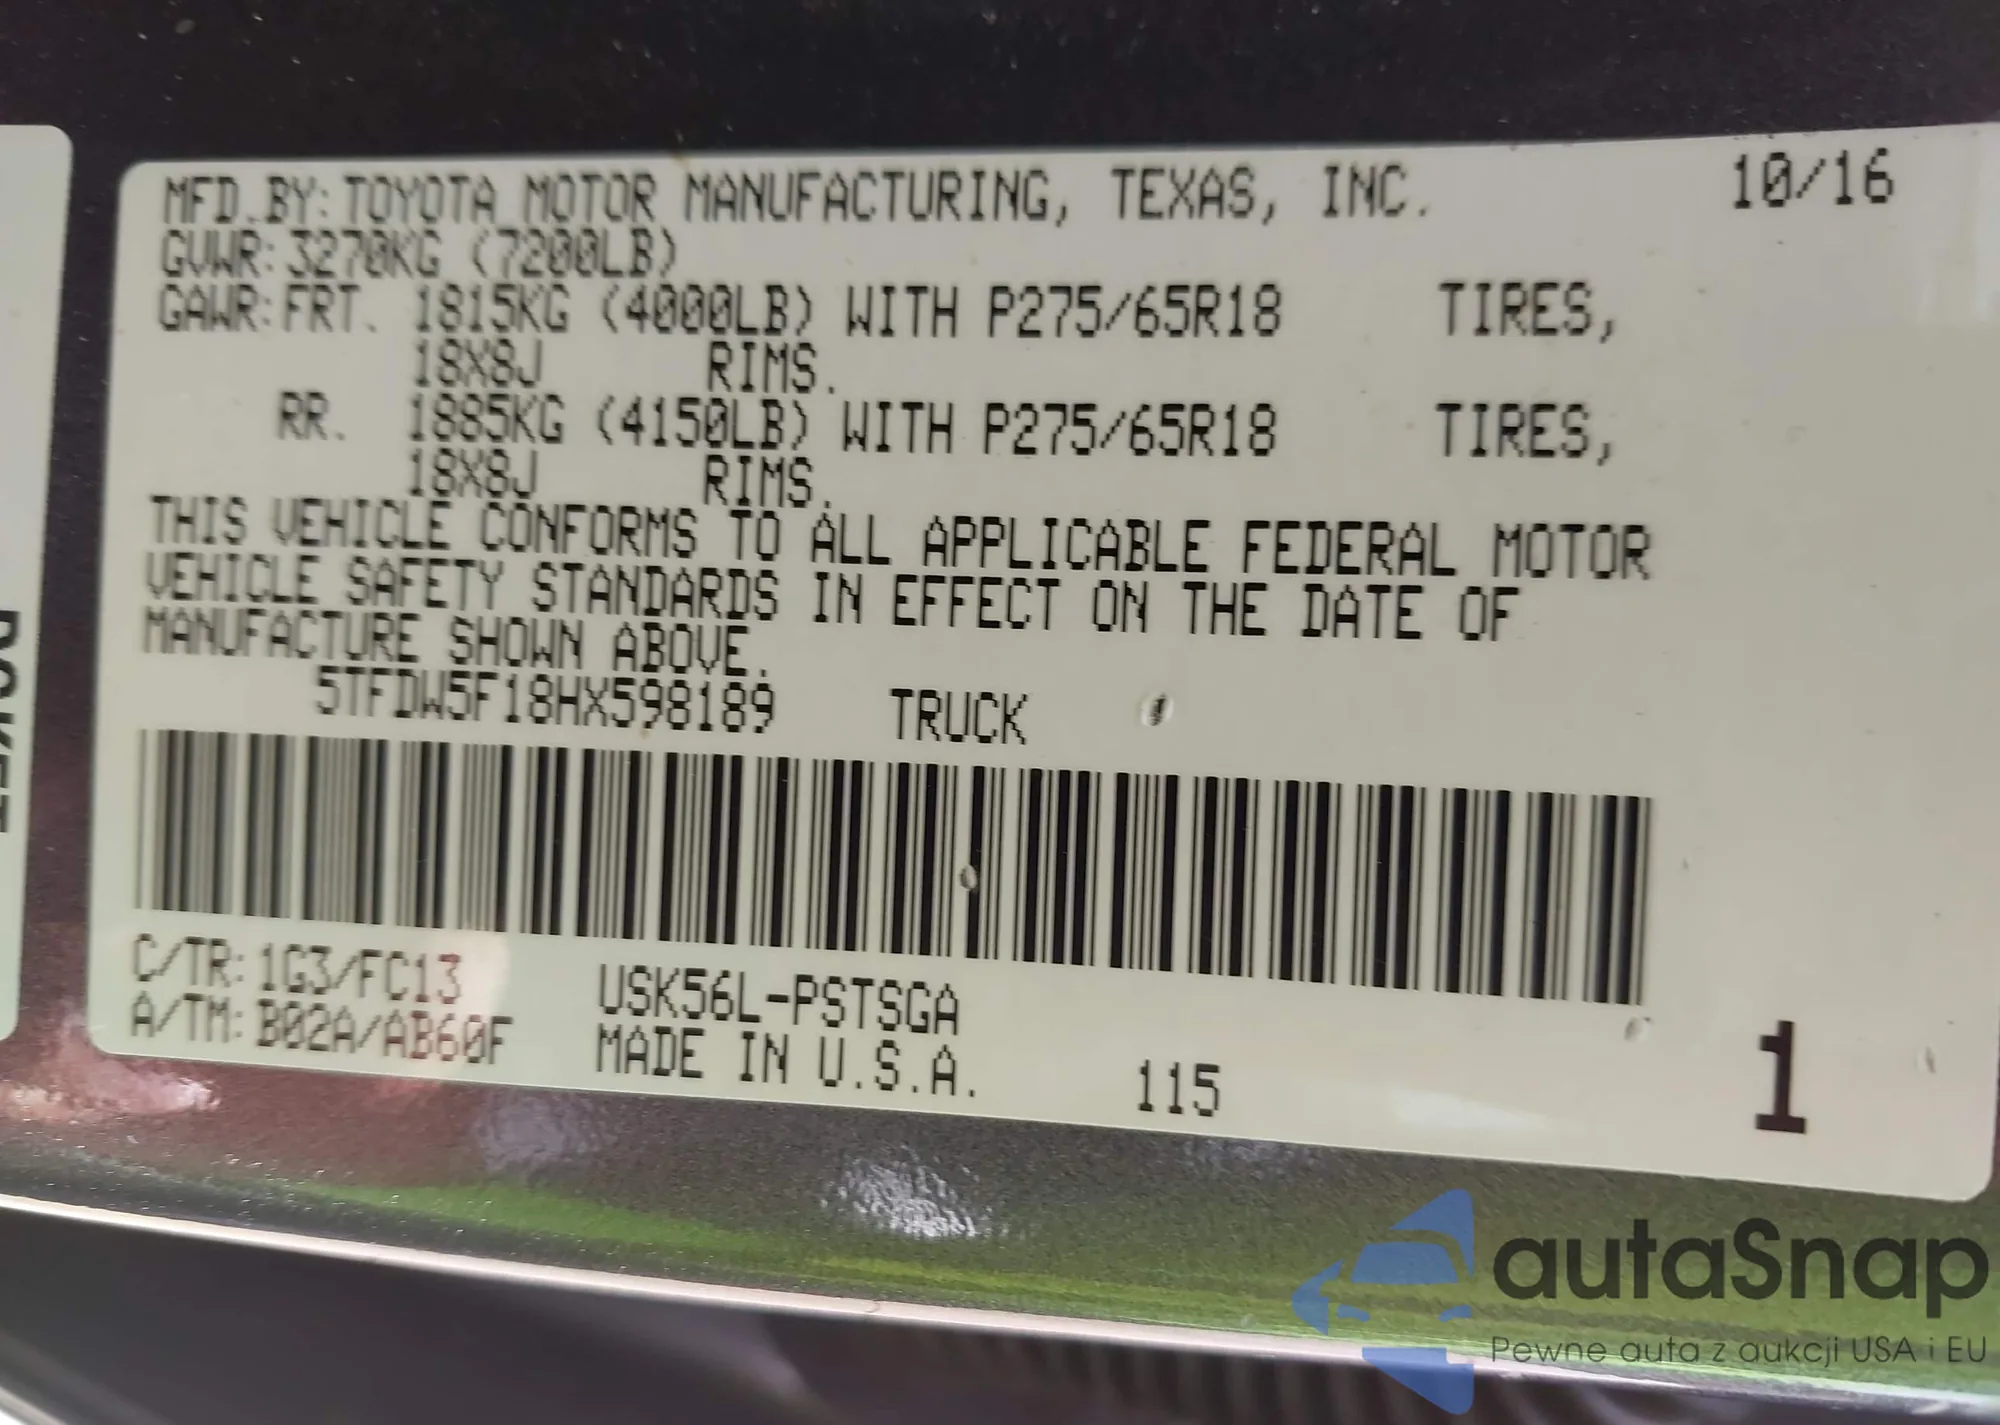 MFD.BY: TOYOTA MOTOR MANUFACTURING, TEXAS, INC. 10/16
GVWR: 3270KG (7200LB)
GAWR: FRT. 1815KG (4000LB) WITH P275/65R18 TIRES,
18X8J RIMS.
RR. 1885KG (4150LB) WITH P275/65R18 TIRES,
18X8J RIMS.
THIS VEHICLE CONFORMS TO ALL APPLICABLE FEDERAL MOTOR
VEHICLE SAFETY STANDARDS IN EFFECT ON THE DATE OF
MANUFACTURE SHOWN ABOVE.
5TFDW5F18HX598189 TRUCK
C/TR: 1G3/FC13 USK56L-PSTSGA
A/TM: B02A/AB60F MADE IN U.S.A. 115 1
autaSnap
Pewne auta z aukcji USA i EU